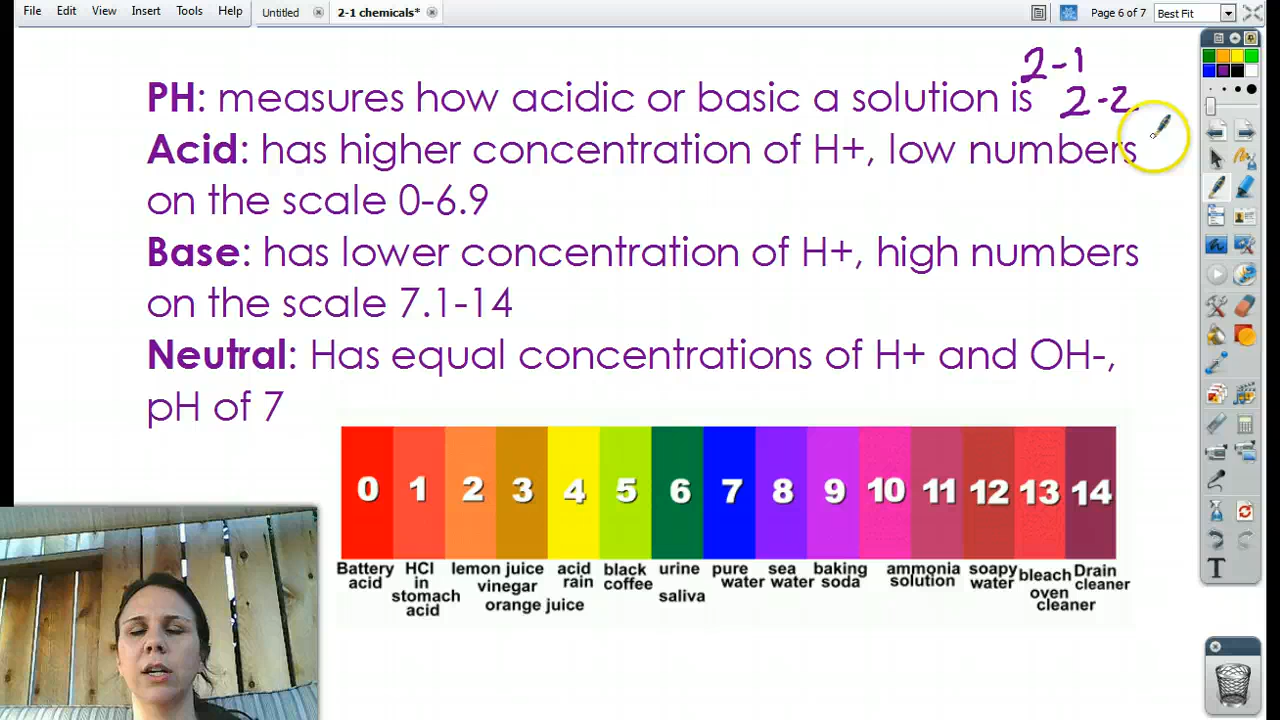 File Edit View Insert Tools Help Untitled 2-1 chemicals* Page 6 of 7 Best Fit
2-1
PH: measures how acidic or basic a solution is 2-2
Acid: has higher concentration of H+, low numbers
on the scale 0-6.9
Base: has lower concentration of H+, high numbers
on the scale 7.1-14
Neutral: Has equal concentrations of H+ and OH-,
pH of 7
0 1 2 3 4 5 6 7 8 9 10 11 12 13 14
Battery acid
HCl in stomach acid
lemon juice
vinegar
orange juice
acid rain
black coffee
urine
saliva
pure water
sea water
baking soda
ammonia solution
soapy water
bleach
oven cleaner
Drain cleaner
T